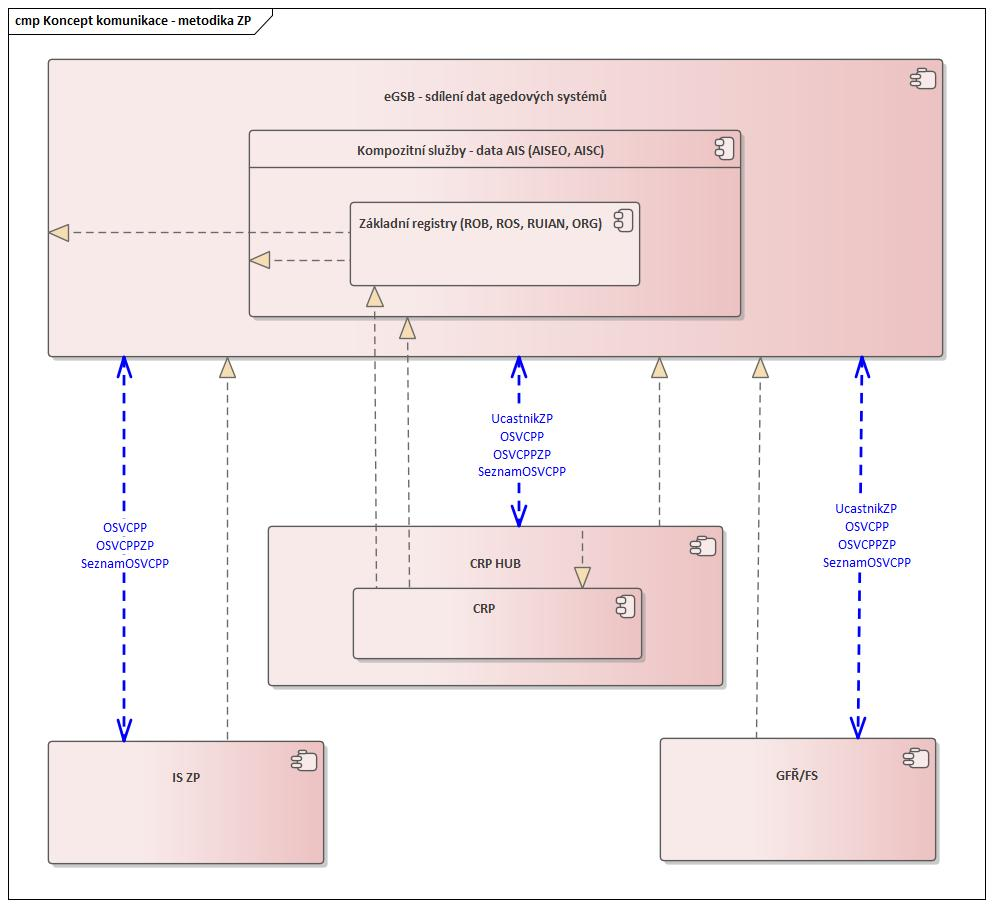 cmp Koncept komunikace - metodika ZP
eGSB - sdílení dat agedových systémů
Kompozitní služby - data AIS (AISEO, AISC)
Základní registry (ROB, ROS, RUIAN, ORG)
UcastnikZP
OSVCPP
OSVCPPZP
SeznamOSVCPP
OSVCPP
OSVCPPZP
SeznamOSVCPP
UcastnikZP
OSVCPP
OSVCPPZP
SeznamOSVCPP
CRP HUB
CRP
IS ZP
GFŘ/FS